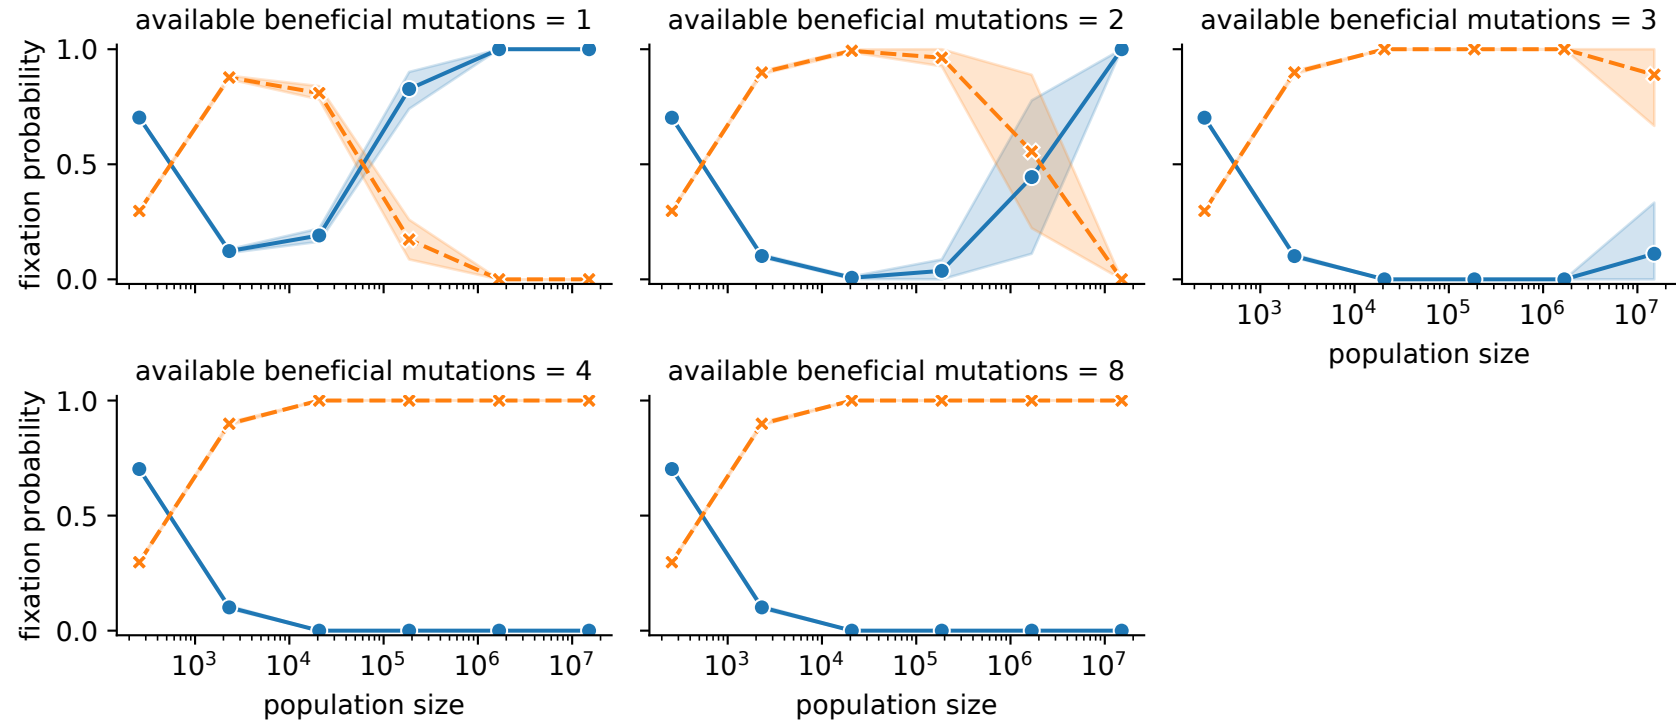 available beneficial mutations = 1
available beneficial mutations = 2
available beneficial mutations = 3
fixation probability
1.0
0.5
0.0
10³ 10⁴ 10⁵ 10⁶ 10⁷
population size
available beneficial mutations = 4
available beneficial mutations = 8
fixation probability
1.0
0.5
0.0
10³ 10⁴ 10⁵ 10⁶ 10⁷
10³ 10⁴ 10⁵ 10⁶ 10⁷
population size
population size